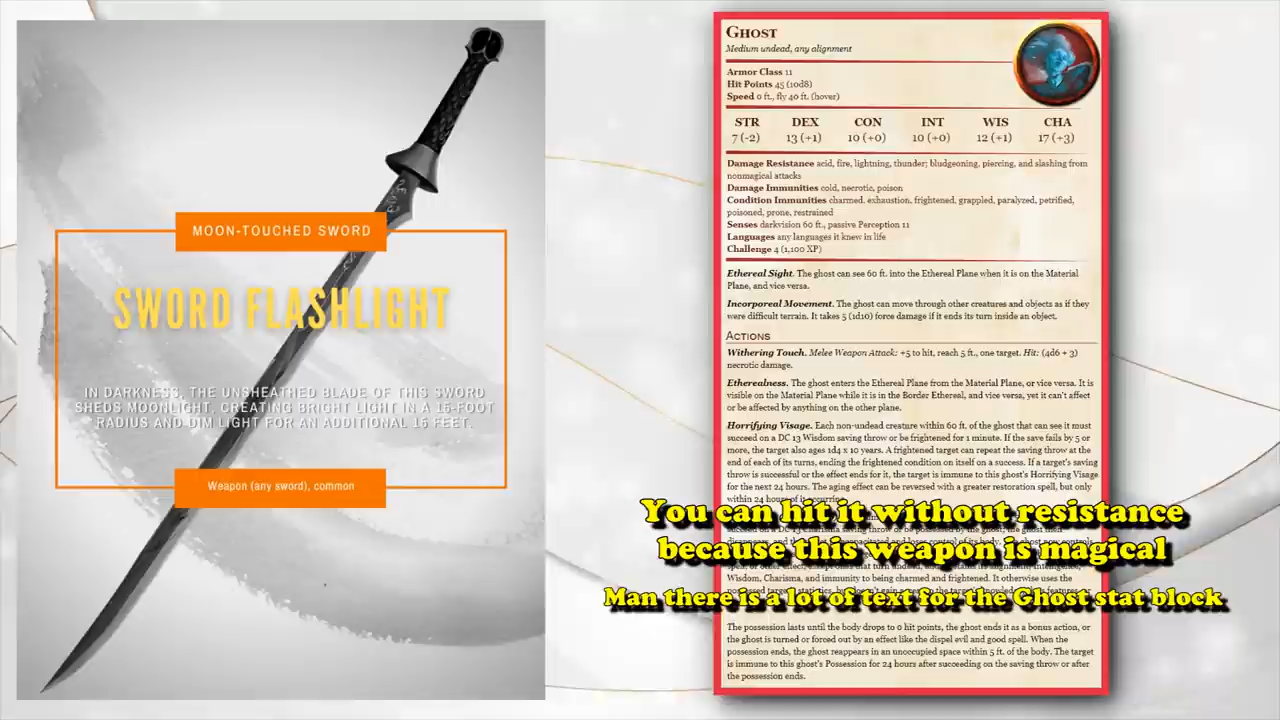 MOON-TOUCHED SWORD
SWORD FLASHLIGHT
IN DARKNESS, THE UNSHEATHED BLADE OF THIS SWORD
SHEDS MOONLIGHT, CREATING BRIGHT LIGHT IN A 15-FOOT
RADIUS AND DIM LIGHT FOR AN ADDITIONAL 15 FEET.
Weapon (any sword), common
GHOST
Medium undead, any alignment
Armor Class 11
Hit Points 45 (10d8)
Speed 0 ft., fly 40 ft. (hover)
STR DEX CON INT WIS CHA
7 (-2) 13 (+1) 10 (+0) 10 (+0) 12 (+1) 17 (+3)
Damage Resistance acid, fire, lightning, thunder; bludgeoning, piercing, and slashing from
nonmagical attacks
Damage Immunities cold, necrotic, poison
Condition Immunities charmed, exhaustion, frightened, grappled, paralyzed, petrified,
poisoned, prone, restrained
Senses darkvision 60 ft., passive Perception 11
Languages any languages it knew in life
Challenge 4 (1,100 XP)
Ethereal Sight. The ghost can see 60 ft. into the Ethereal Plane when it is on the Material
Plane, and vice versa.
Incorporeal Movement. The ghost can move through other creatures and objects as if they
were difficult terrain. It takes 5 (1d10) force damage if it ends its turn inside an object.
ACTIONS
Withering Touch. Melee Weapon Attack: +5 to hit, reach 5 ft., one target. Hit: (4d6 + 3)
necrotic damage.
Etherealness. The ghost enters the Ethereal Plane from the Material Plane, or vice versa. It is
visible on the Material Plane while it is in the Border Ethereal, and vice versa, yet it can't affect
or be affected by anything on the other plane.
Horrifying Visage. Each non-undead creature within 60 ft. of the ghost that can see it must
succeed on a DC 13 Wisdom saving throw or be frightened for 1 minute. If the save fails by 5 or
more, the target also ages 1d4 x 10 years. A frightened target can repeat the saving throw at the
end of each of its turns, ending the frightened condition on itself on a success. If a target's saving
throw is successful or the effect ends for it, the target is immune to this ghost's Horrifying Visage
for the next 24 hours. The aging effect can be reversed with a greater restoration spell, but only
within 24 hours of it occurring.
You can hit it without resistance
because this weapon is magical
Wisdom, Charisma, and immunity to being charmed and frightened. It otherwise uses the
Man there is a lot of text for the Ghost stat block
The possession lasts until the body drops to 0 hit points, the ghost ends it as a bonus action, or
the ghost is turned or forced out by an effect like the dispel evil and good spell. When the
possession ends, the ghost reappears in an unoccupied space within 5 ft. of the body. The target
is immune to this ghost's Possession for 24 hours after succeeding on the saving throw or after
the possession ends.